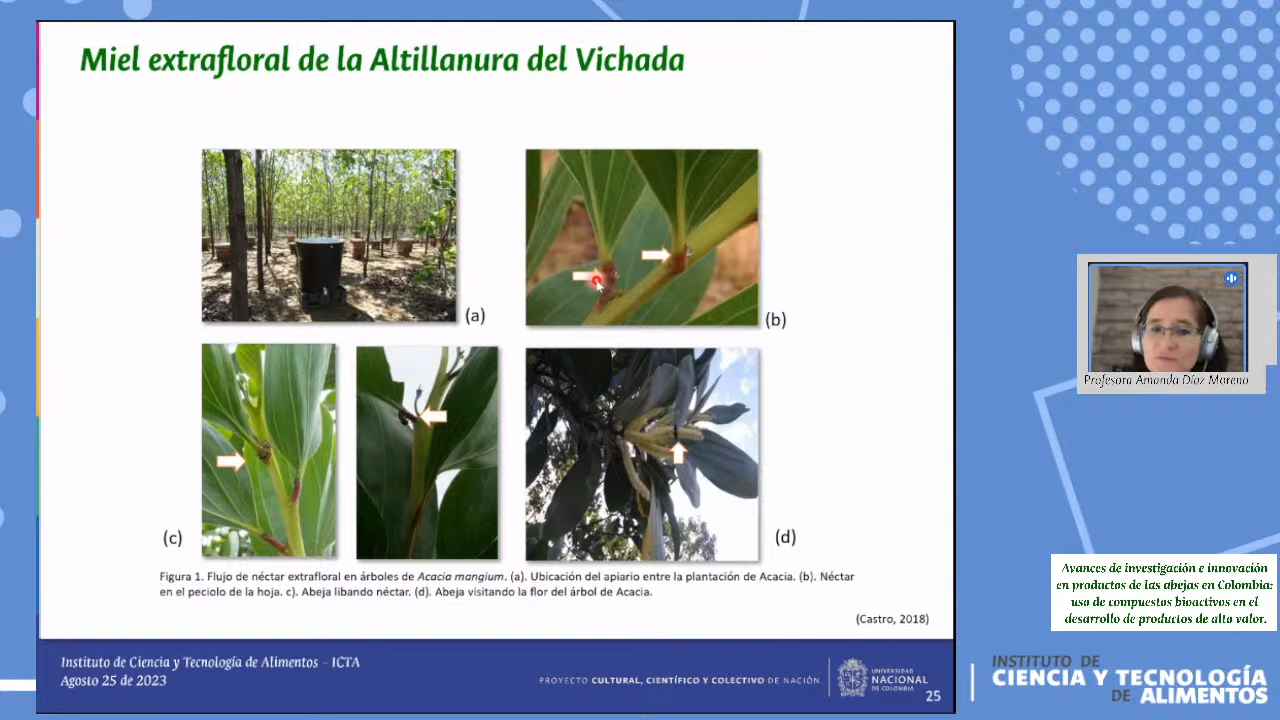 Miel extrafloral de la Altillanura del Vichada
(a)
(b)
(c)
(d)
Figura 1. Flujo de néctar extrafloral en árboles de Acacia mangium. (a). Ubicación del apiario entre la plantación de Acacia. (b). Néctar
en el peciolo de la hoja. c). Abeja libando néctar. (d). Abeja visitando la flor del árbol de Acacia.
(Castro, 2018)
Instituto de Ciencia y Tecnología de Alimentos – ICTA
Agosto 25 de 2023
PROYECTO CULTURAL, CIENTÍFICO Y COLECTIVO DE NACIÓN
UNIVERSIDAD
NACIONAL
DE COLOMBIA
25
Profesora Amanda Díaz Moreno
Avances de investigación e innovación
en productos de las abejas en Colombia:
uso de compuestos bioactivos en el
desarrollo de productos de alto valor.
INSTITUTO DE
CIENCIA Y TECNOLOGÍA
DE ALIMENTOS